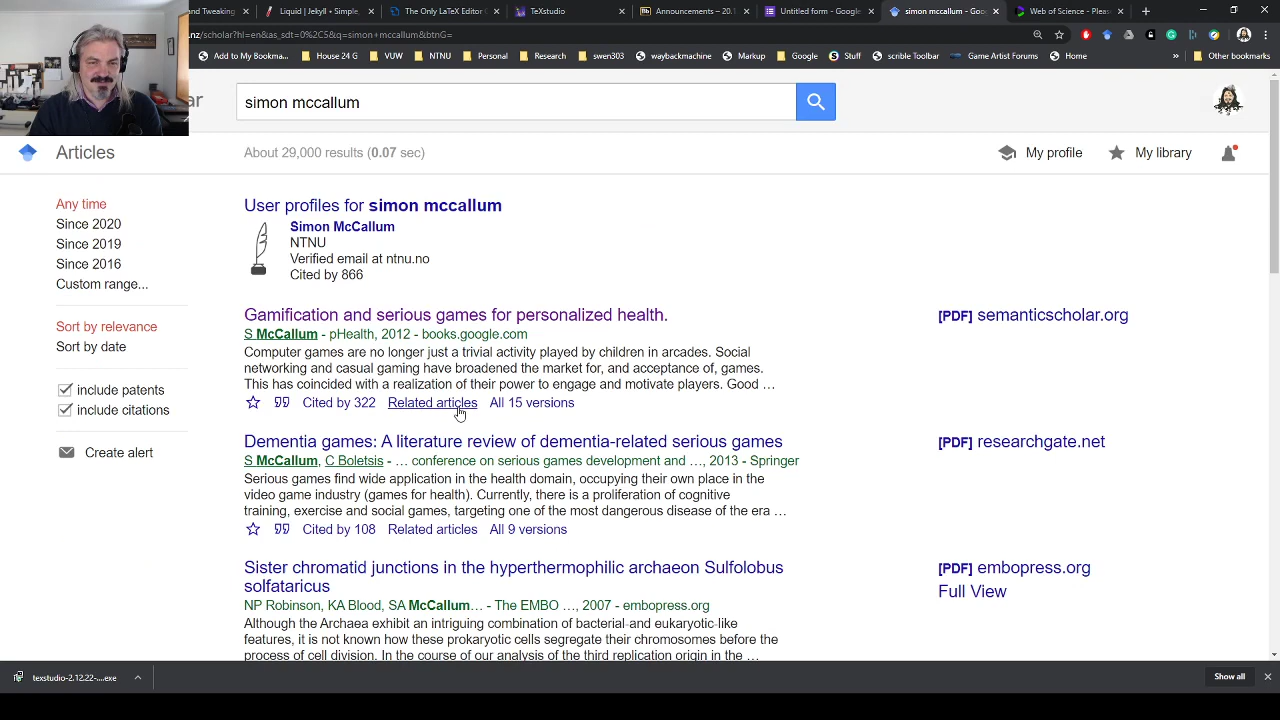 nd Tweaking
Liquid | Jekyll • Simple,
The Only LaTeX Editor
TeXstudio
Announcements – 20.1
Untitled form - Google
simon mccallum - Goo
Web of Science - Please
nz/scholar?hl=en&as_sdt=0%2C5&q=simon+mccallum&btnG=
Add to My Bookmar...
House 24 G
VUW
NTNU
Personal
Research
swen303
waybackmachine
Markup
Google
Stuff
scrible Toolbar
Game Artist Forums
Home
»
Other bookmarks
ar
simon mccallum
Articles
About 29,000 results (0.07 sec)
My profile
My library
Any time
Since 2020
Since 2019
Since 2016
Custom range...
Sort by relevance
Sort by date
include patents
include citations
Create alert
User profiles for simon mccallum
Simon McCallum
NTNU
Verified email at ntnu.no
Cited by 866
Gamification and serious games for personalized health.
S McCallum - pHealth, 2012 - books.google.com
Computer games are no longer just a trivial activity played by children in arcades. Social
networking and casual gaming have broadened the market for, and acceptance of, games.
This has coincided with a realization of their power to engage and motivate players. Good …
Cited by 322 Related articles All 15 versions
[PDF] semanticscholar.org
Dementia games: A literature review of dementia-related serious games
S McCallum, C Boletsis - … conference on serious games development and …, 2013 - Springer
Serious games find wide application in the health domain, occupying their own place in the
video game industry (games for health). Currently, there is a proliferation of cognitive
training, exercise and social games, targeting one of the most dangerous disease of the era …
Cited by 108 Related articles All 9 versions
[PDF] researchgate.net
Sister chromatid junctions in the hyperthermophilic archaeon Sulfolobus
solfataricus
NP Robinson, KA Blood, SA McCallum… - The EMBO …, 2007 - embopress.org
Although the Archaea exhibit an intriguing combination of bacterial-and eukaryotic-like
features, it is not known how these prokaryotic cells segregate their chromosomes before the
process of cell division. In the course of our analysis of the third replication origin in the …
[PDF] embopress.org
Full View
texstudio-2.12.22-....exe
Show all